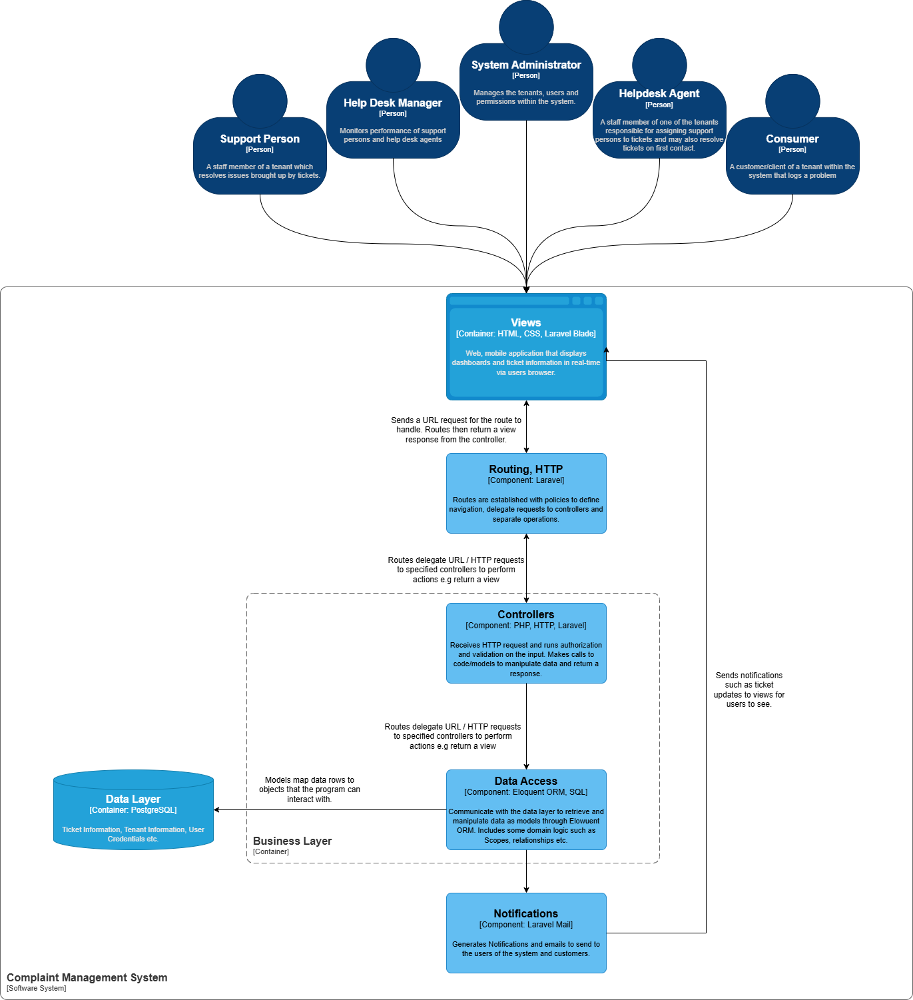 System Administrator
[Person]
Manages the tenants, users and
permissions within the system.
Help Desk Manager
[Person]
Monitors performance of support
persons and help desk agents
Helpdesk Agent
[Person]
A staff member of one of the tenants
responsible for assigning support
persons to tickets and may also resolve
tickets on first contact.
Support Person
[Person]
A staff member of a tenant which
resolves issues brought up by tickets.
Consumer
[Person]
A customer/client of a tenant within the
system that logs a problem
Views
[Container: HTML, CSS, Laravel Blade]
Web, mobile application that displays
dashboards and ticket information in real-time
via users browser.
Sends a URL request for the route to
handle. Routes then return a view
response from the controller.
Routing, HTTP
[Component: Laravel]
Routes are established with policies to define
navigation, delegate requests to controllers and
separate operations.
Routes delegate URL / HTTP requests
to specified controllers to perform
actions e.g return a view
Controllers
[Component: PHP, HTTP, Laravel]
Receives HTTP request and runs authorization
and validation on the input. Makes calls to
code/models to manipulate data and return a
response.
Sends notifications
such as ticket
updates to views for
users to see.
Routes delegate URL / HTTP requests
to specified controllers to perform
actions e.g return a view
Data Access
[Component: Eloquent ORM, SQL]
Communicate with the data layer to retrieve and
manipulate data as models through Elowuent
ORM. Includes some domain logic such as
Scopes, relationships etc.
Models map data rows to
objects that the program can
interact with.
Data Layer
[Container: PostgreSQL]
Ticket Information, Tenant Information, User
Credentials etc.
Business Layer
[Container]
Notifications
[Component: Laravel Mail]
Generates Notifications and emails to send to
the users of the system and customers.
Complaint Management System
[Software System]